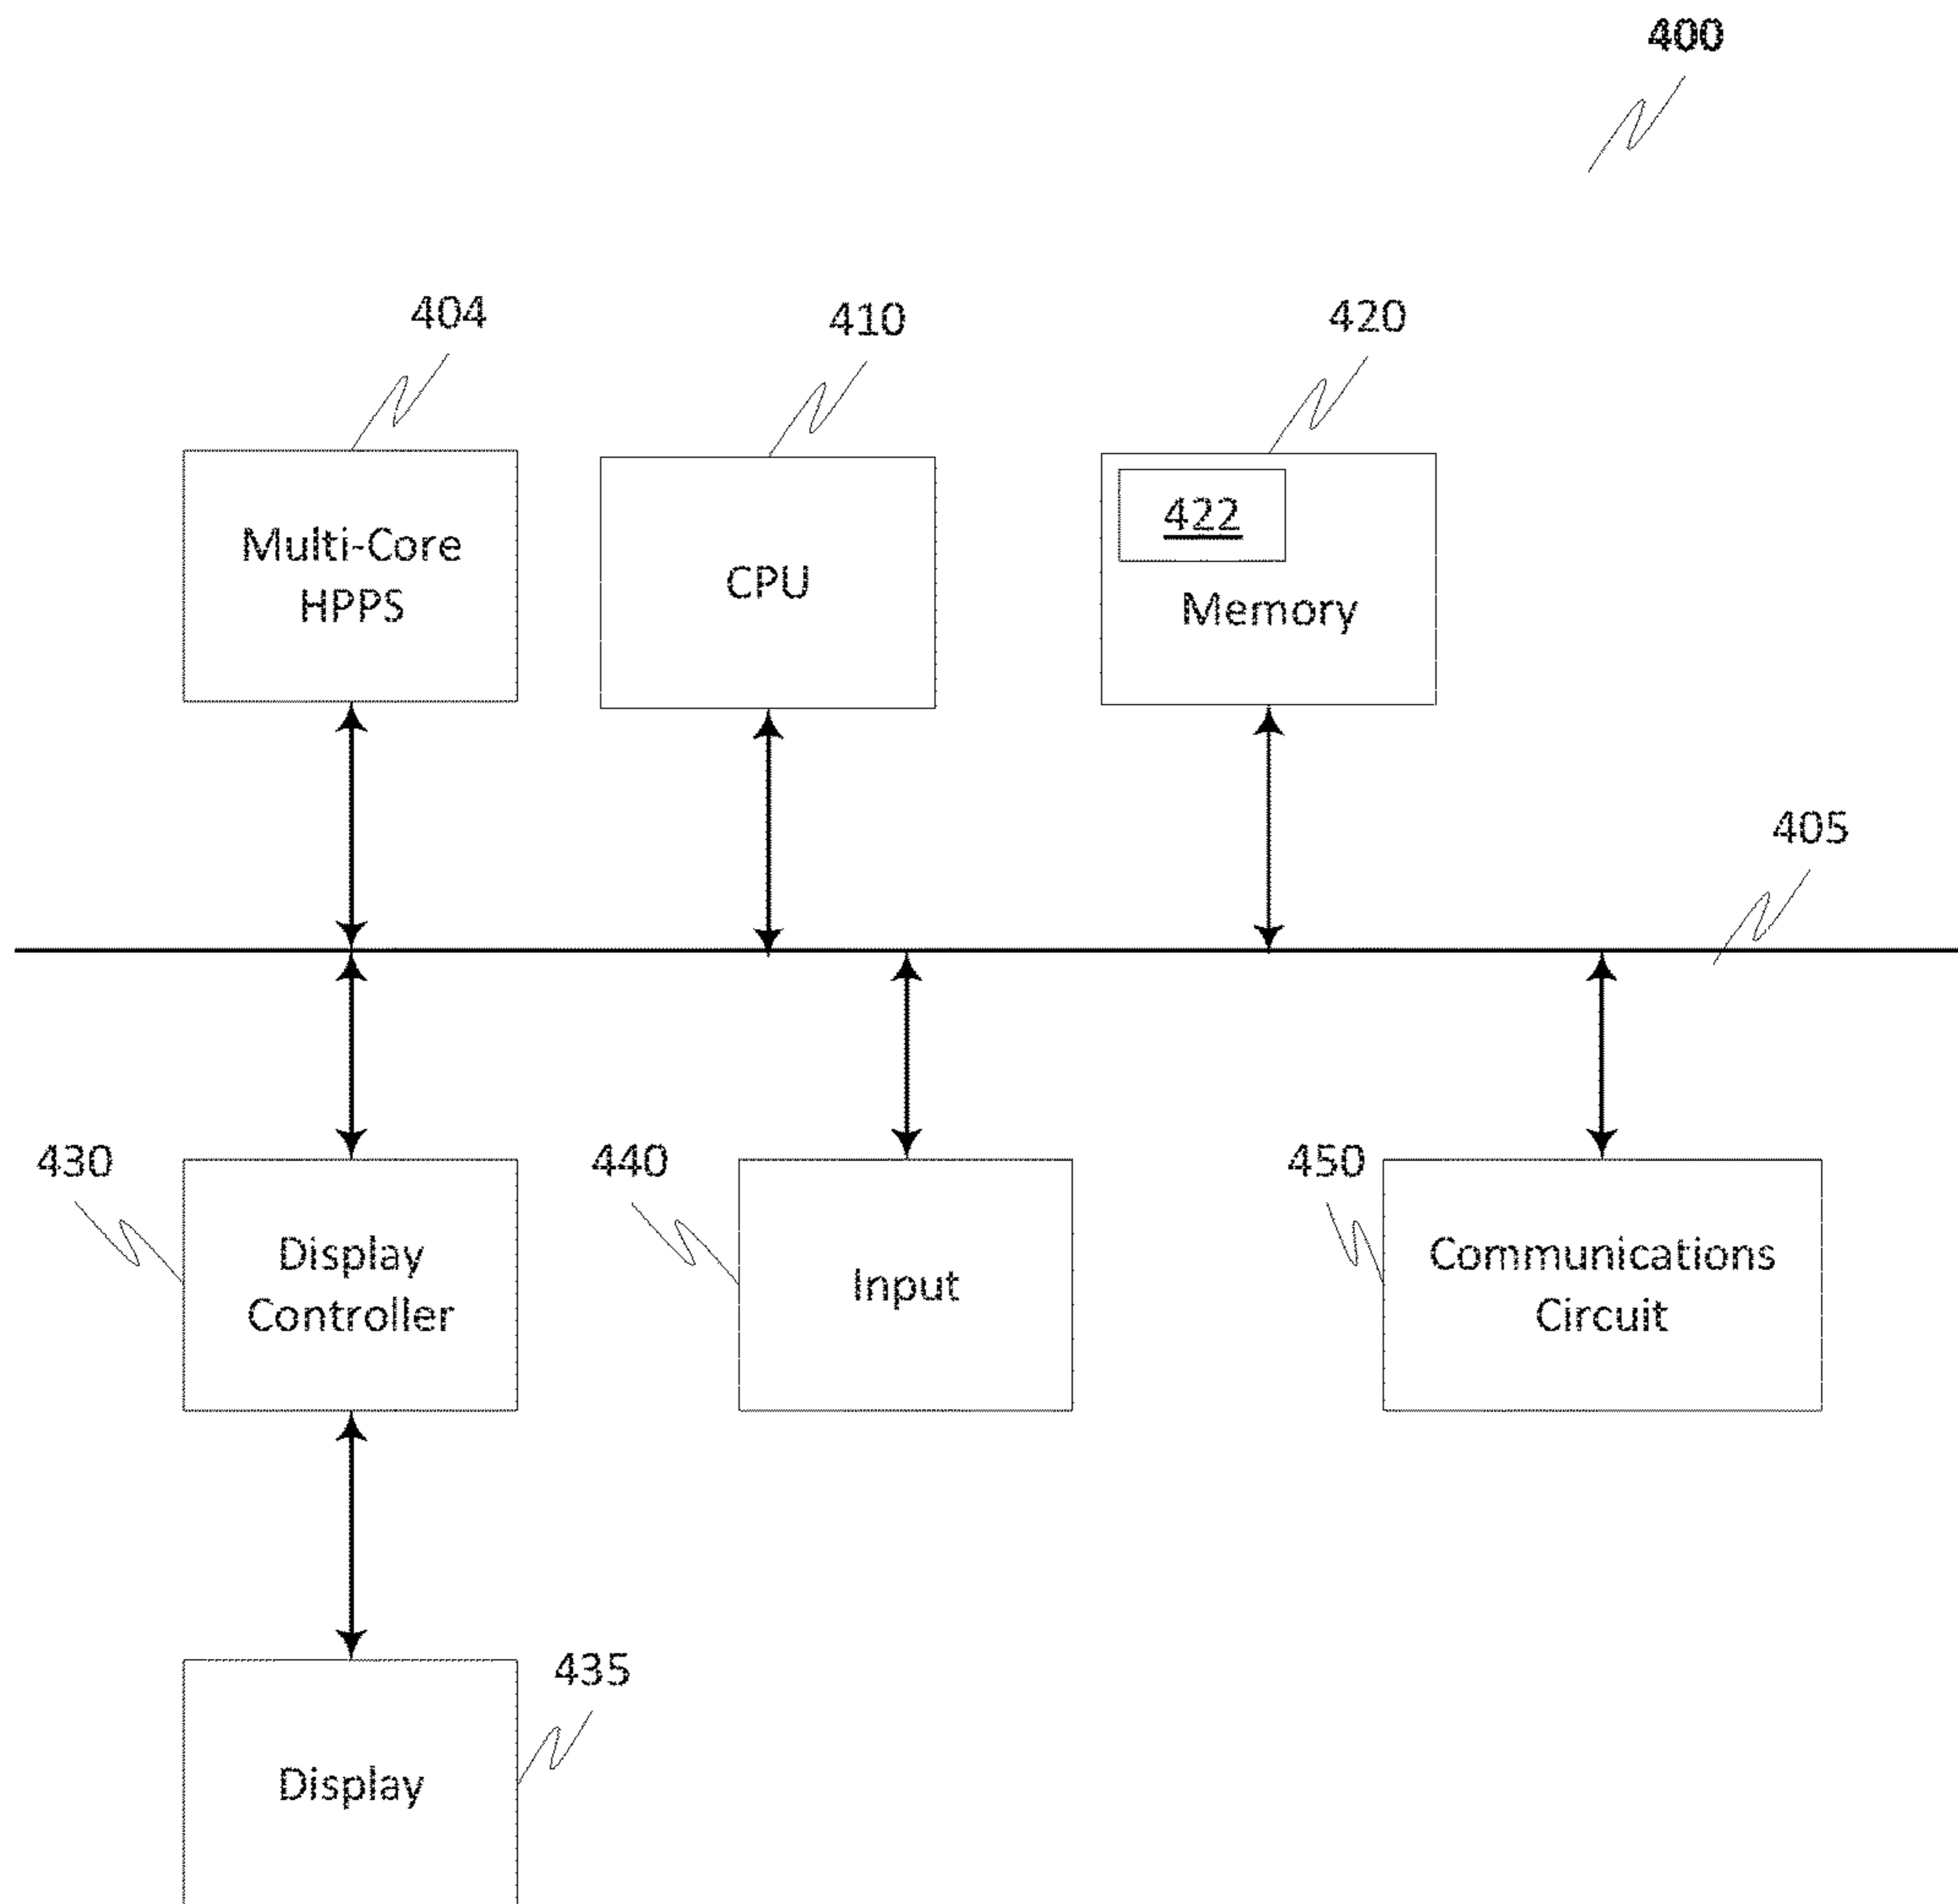 400
404
410
420
422
Multi-Core
HPPS
CPU
Memory
405
430
440
450
Display
Controller
Input
Communications
Circuit
435
Display